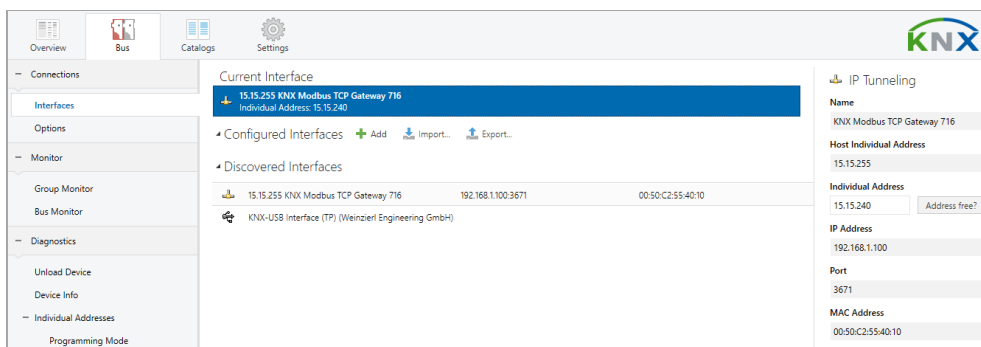 Overview
Bus
Catalogs
Settings
KNX
Connections
Interfaces
Options
Monitor
Group Monitor
Bus Monitor
Diagnostics
Unload Device
Device Info
Individual Addresses
Programming Mode
Current Interface
15.15.255 KNX Modbus TCP Gateway 716
Individual Address: 15.15.240
Configured Interfaces Add Import... Export...
Discovered Interfaces
15.15.255 KNX Modbus TCP Gateway 716 192.168.1.100:3671 00:50:C2:55:40:10
KNX-USB Interface (TP) (Weinzierl Engineering GmbH)
IP Tunneling
Name
KNX Modbus TCP Gateway 716
Host Individual Address
15.15.255
Individual Address
15.15.240 Address free?
IP Address
192.168.1.100
Port
3671
MAC Address
00:50:C2:55:40:10